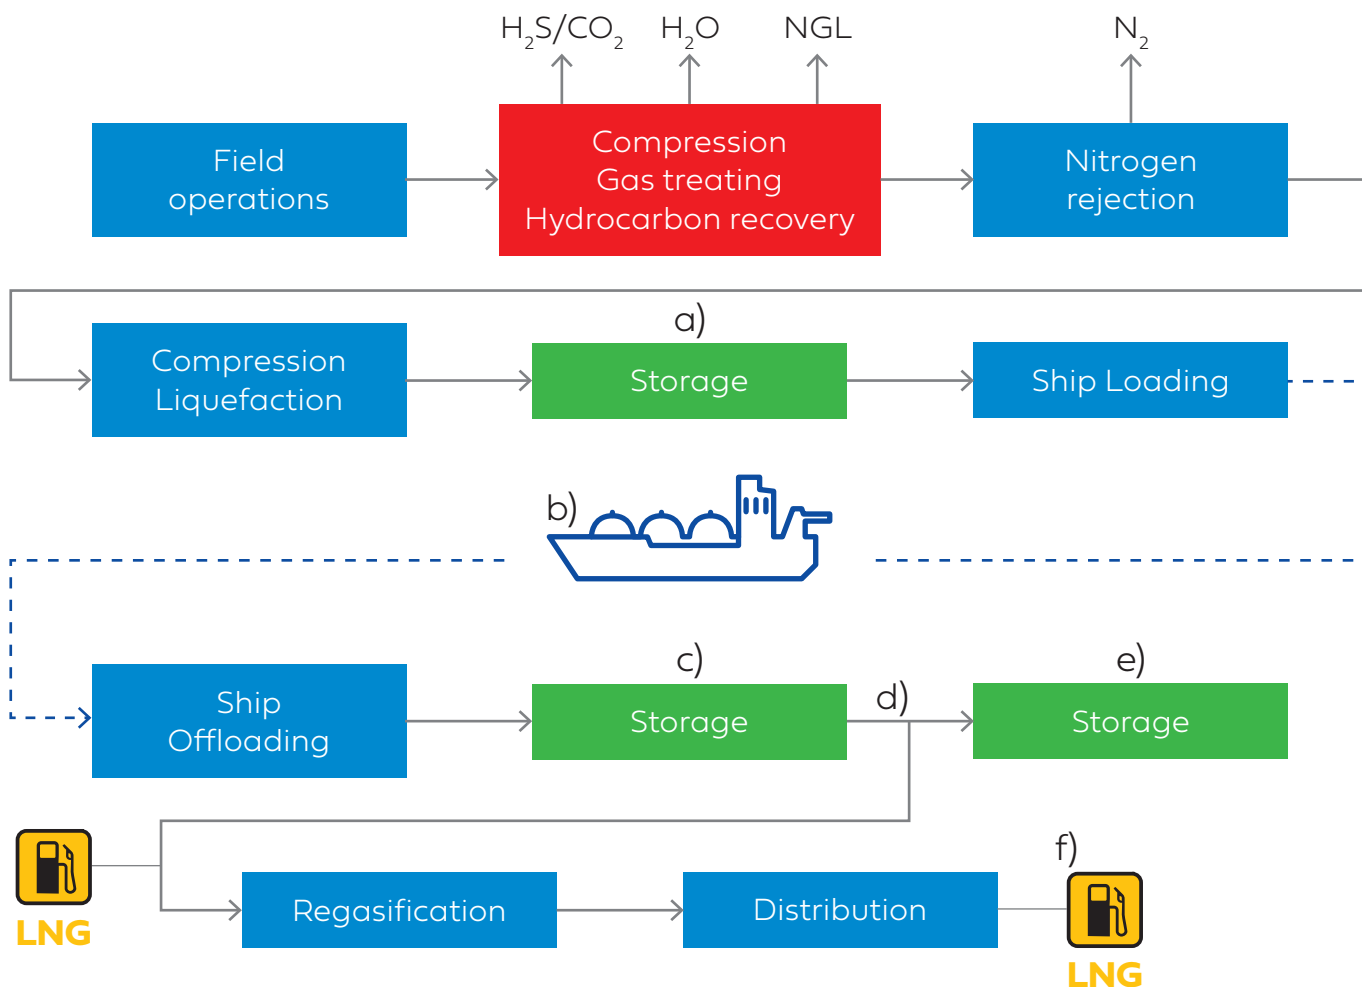 H₂S/CO₂ H₂O NGL N₂
Field
operations
Compression
Gas treating
Hydrocarbon recovery
Nitrogen
rejection
Compression
Liquefaction
a)
Storage
Ship Loading
b)
Ship
Offloading
c)
Storage
d)
e)
Storage
LNG
Regasification
Distribution
f)
LNG